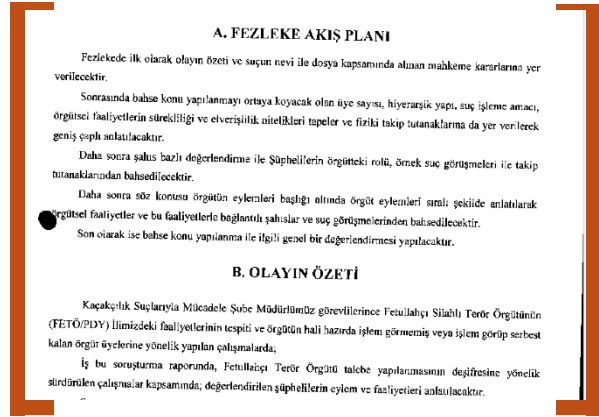 A. FEZLEKE AKIŞ PLANI
Fezlekede ilk olarak olayın özeti ve suçun nevi ile dosya kapsamında alınan mahkeme kararlarına yer
verilecektir.
Sonrasında bahse konu yapılanmayı ortaya koyacak olan üye sayısı, hiyerarşik yapı, suç işleme amacı,
örgütsel faaliyetlerin sürekliliği ve elverişlilik nitelikleri tapeler ve fiziki takip tutanaklarına da yer verilerek
geniş çaplı anlatılacaktır.
Daha sonra şahıs bazlı değerlendirme ile Şüphelilerin örgütteki rolü, örnek suç görüşmeleri ile takip
tutanaklarından bahsedilecektir.
Daha sonra söz konusu örgütün eylemleri başlığı altında örgüt eylemleri sıralı şekilde anlatılarak
örgütsel faaliyetler ve bu faaliyetlerle bağlantılı şahıslar ve suç görüşmelerinden bahsedilecektir.
Son olarak ise bahse konu yapılanma ile ilgili genel bir değerlendirmesi yapılacaktır.
B. OLAYIN ÖZETİ
Kaçakçılık Suçlarıyla Mücadele Şube Müdürlüğümüz görevlilerince Fetullahçı Silahlı Terör Örgütünün
(FETÖ/PDY) İlimizdeki faaliyetlerinin tespiti ve örgütün hali hazırda işlem görmemiş veya işlem görüp serbest
kalan örgüt üyelerine yönelik yapılan çalışmalarda;
İş bu soruşturma raporunda, Fetullahçı Terör Örgütü talebe yapılanmasının deşifresine yönelik
sürdürülen çalışmalar kapsamında; değerlendirilen şüphelilerin eylem ve faaliyetleri anlatılacaktır.